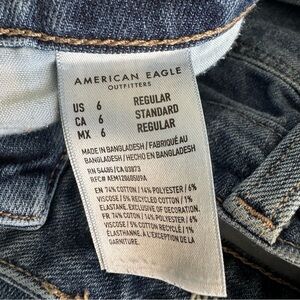 AMERICAN EAGLE
OUTFITTERS
US 6 REGULAR
CA 6 STANDARD
MX 6 REGULAR
MADE IN BANGLADESH / FABRIQUÉ AU
BANGLADESH / HECHO EN BANGLADESH
RN 54485 / CA 03873
RFC# AEM1206050
EN 74% COTTON / 14% POLYESTER / 6%
VISCOSE / 5% RECYCLED COTTON / 1%
ELASTANE. EXCLUSIVE OF DECORATION.
FR 74% COTON / 14% POLYESTER / 6%
VISCOSE / 5% COTON RECYCLÉ / 1%
ÉLASTHANNE. À L'EXCEPTION DE LA
GARNITURE.